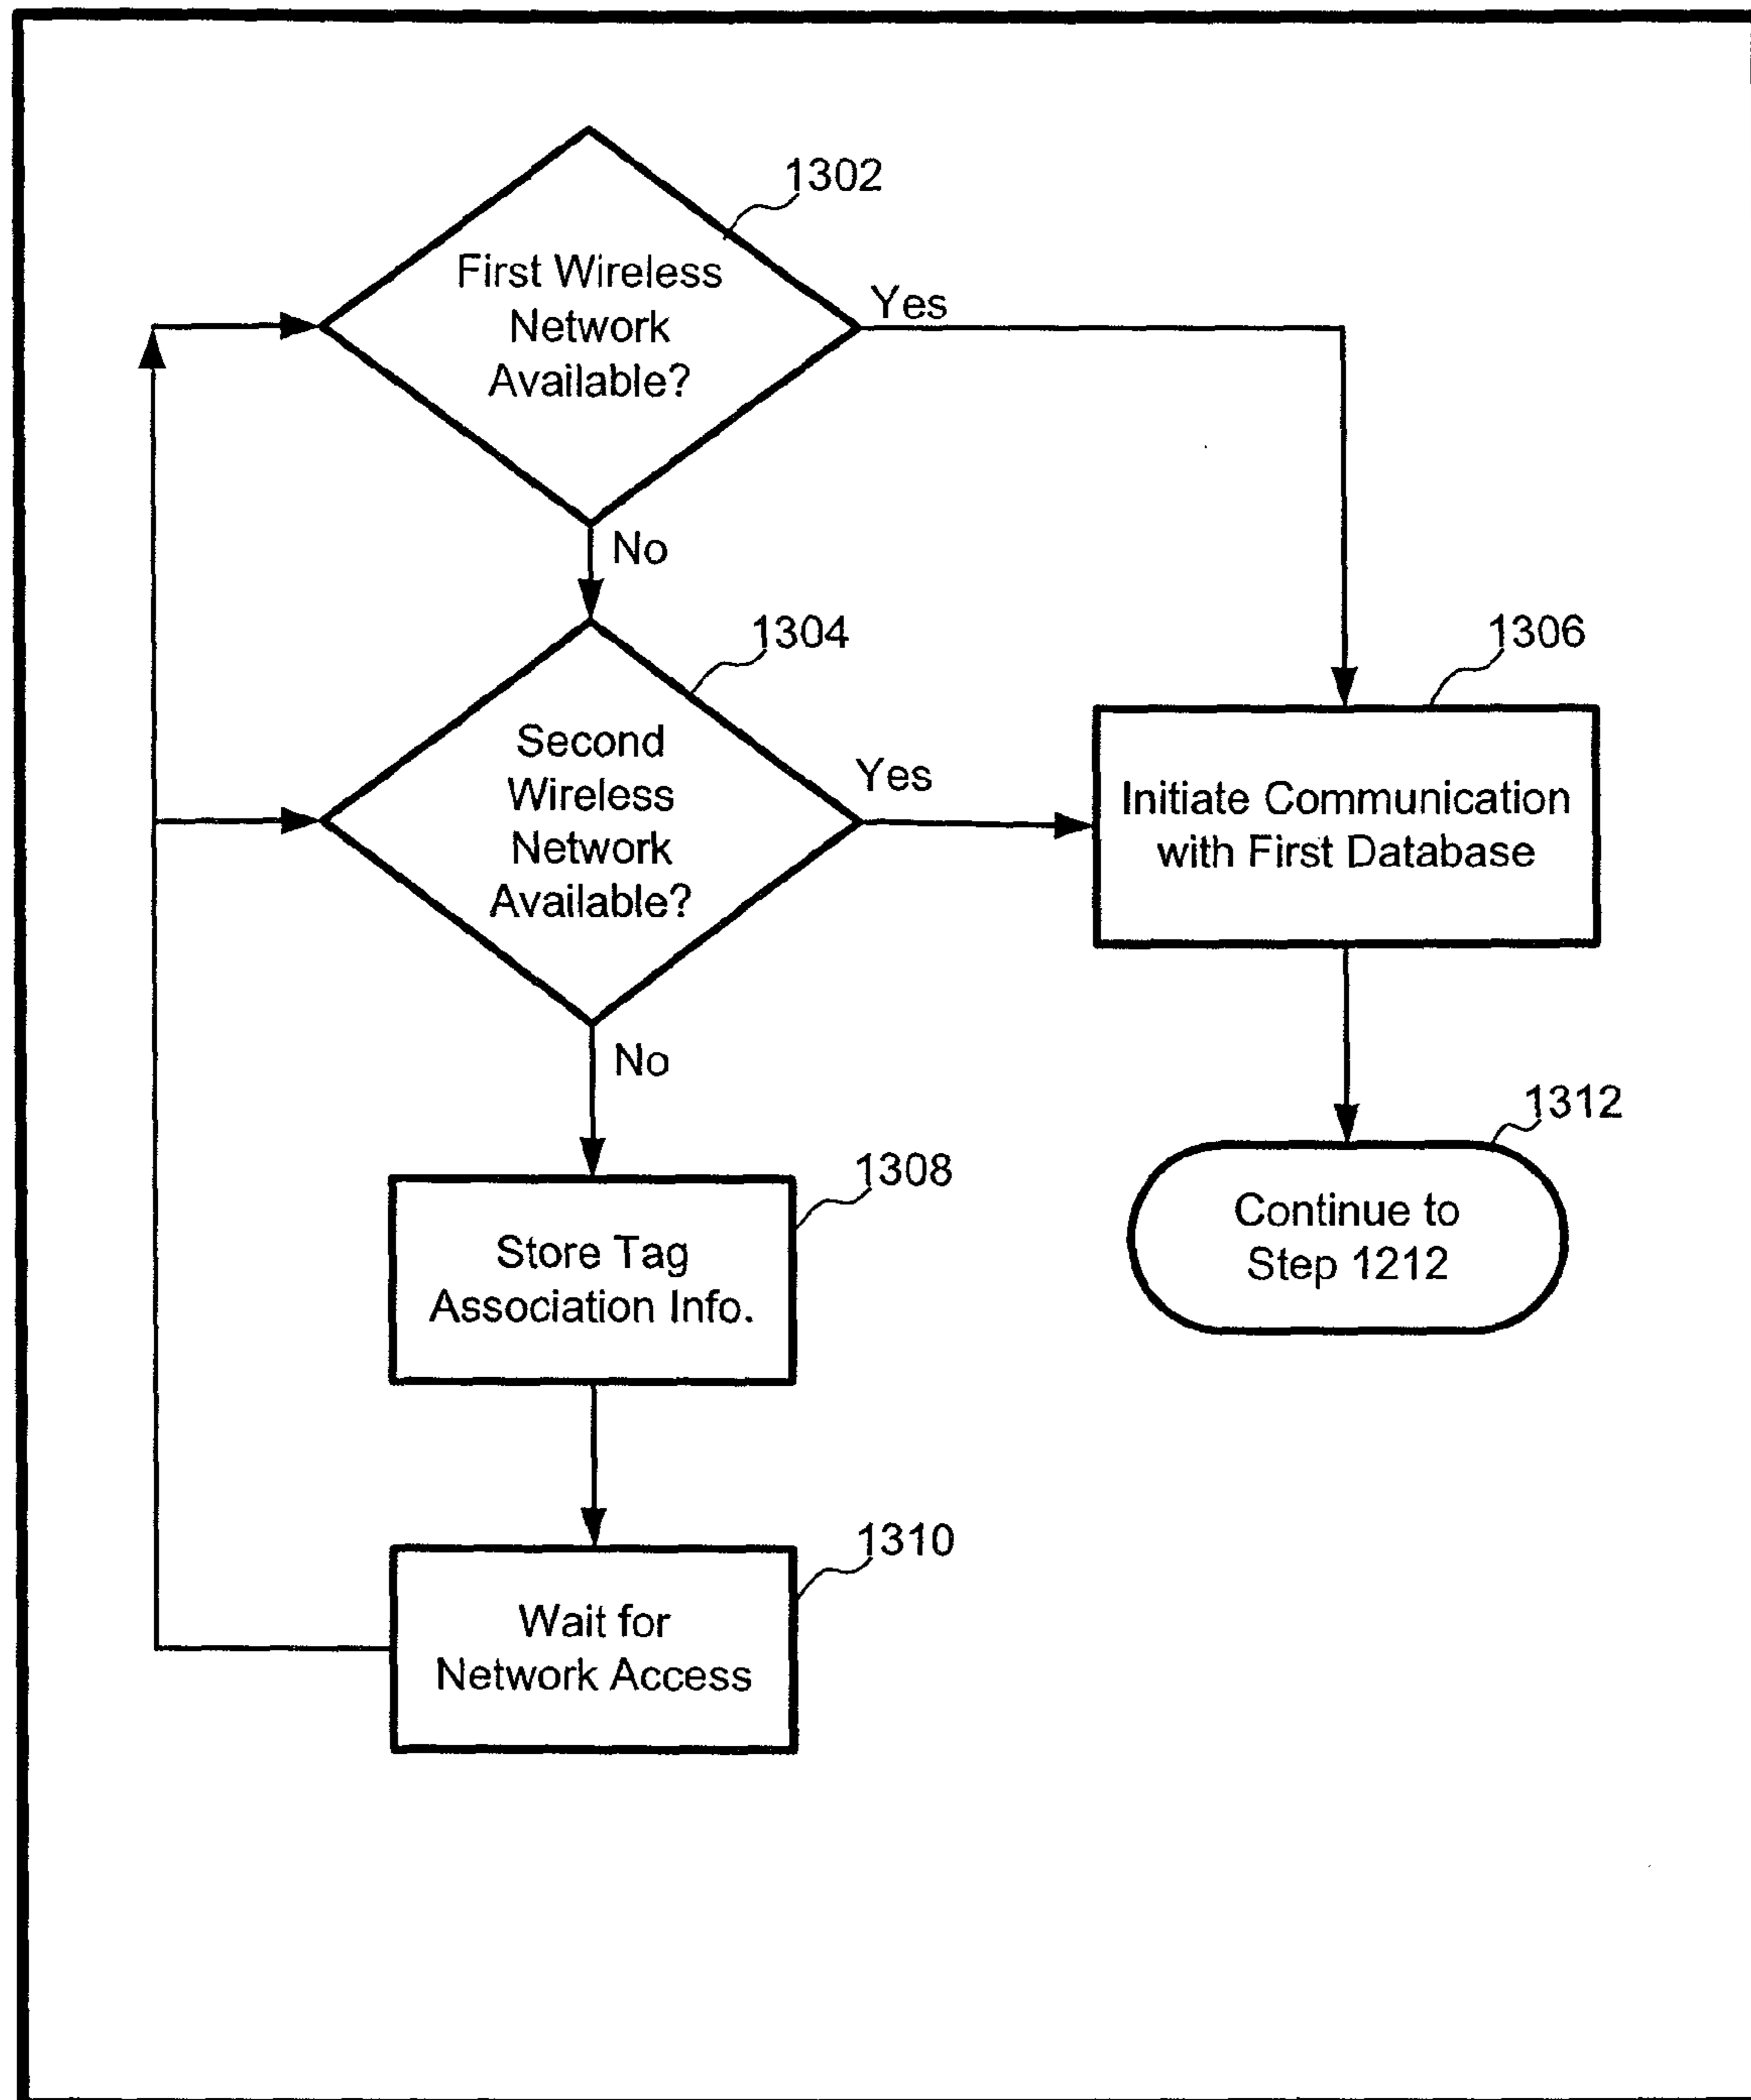 1302
First Wireless
Network
Available?
Yes
No
1304
Second
Wireless
Network
Available?
Yes
No
1306
Initiate Communication
with First Database
1308
Store Tag
Association Info.
1312
Continue to
Step 1212
1310
Wait for
Network Access